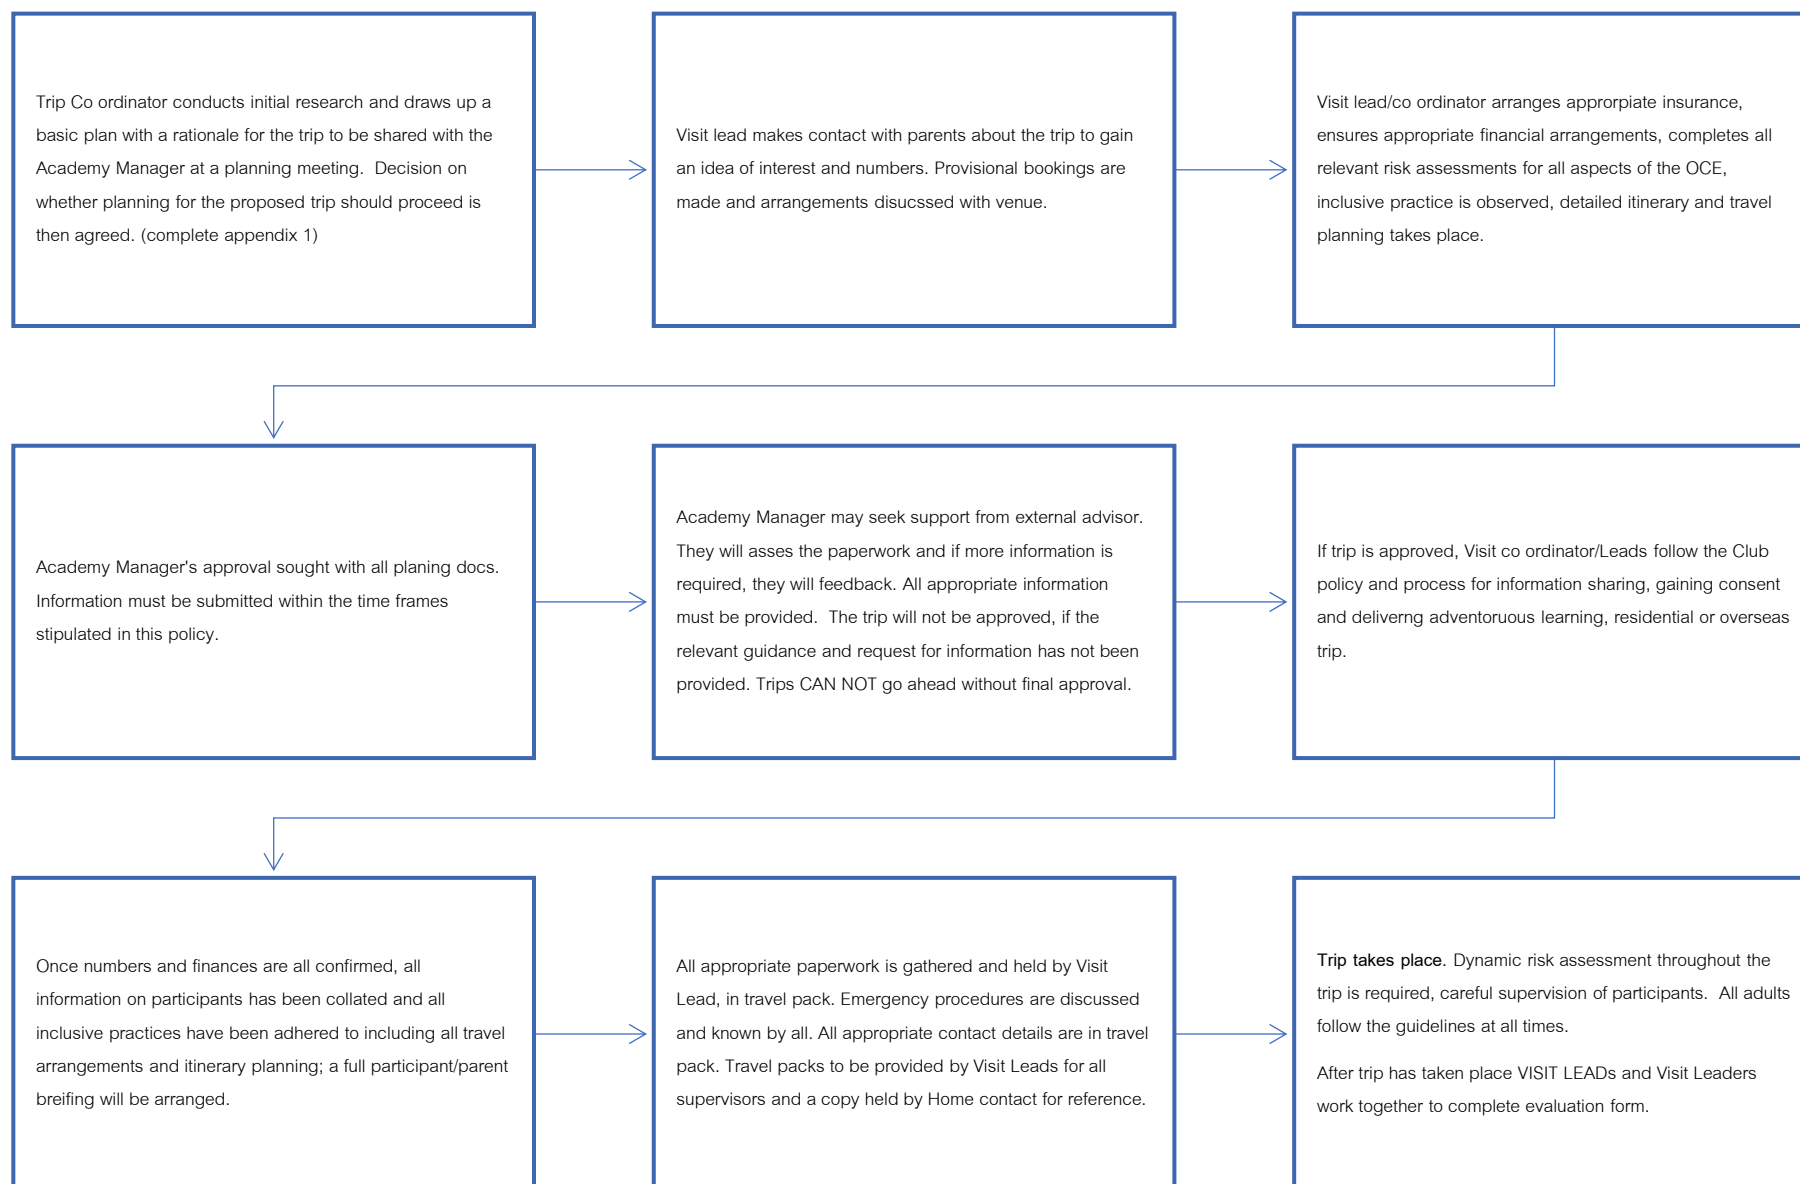 Trip Co ordinator conducts initial research and draws up a
basic plan with a rationale for the trip to be shared with the
Academy Manager at a planning meeting.  Decision on
whether planning for the proposed trip should proceed is
then agreed. (complete appendix 1)
Visit lead makes contact with parents about the trip to gain
an idea of interest and numbers. Provisional bookings are
made and arrangements disucssed with venue.
Visit lead/co ordinator arranges approrpiate insurance,
ensures appropriate financial arrangements, completes all
relevant risk assessments for all aspects of the OCE,
inclusive practice is observed, detailed itinerary and travel
planning takes place.
Academy Manager's approval sought with all planing docs.
Information must be submitted within the time frames
stipulated in this policy.
Academy Manager may seek support from external advisor.
They will asses the paperwork and if more information is
required, they will feedback. All appropriate information
must be provided.  The trip will not be approved, if the
relevant guidance and request for information has not been
provided. Trips CAN NOT go ahead without final approval.
If trip is approved, Visit co ordinator/Leads follow the Club
policy and process for information sharing, gaining consent
and deliverng adventoruous learning, residential or overseas
trip.
Once numbers and finances are all confirmed, all
information on participants has been collated and all
inclusive practices have been adhered to including all travel
arrangements and itinerary planning; a full participant/parent
breifing will be arranged.
All appropriate paperwork is gathered and held by Visit
Lead, in travel pack. Emergency procedures are discussed
and known by all. All appropriate contact details are in travel
pack. Travel packs to be provided by Visit Leads for all
supervisors and a copy held by Home contact for reference.
Trip takes place. Dynamic risk assessment throughout the
trip is required, careful supervision of participants.  All adults
follow the guidelines at all times.
After trip has taken place VISIT LEADs and Visit Leaders
work together to complete evaluation form.